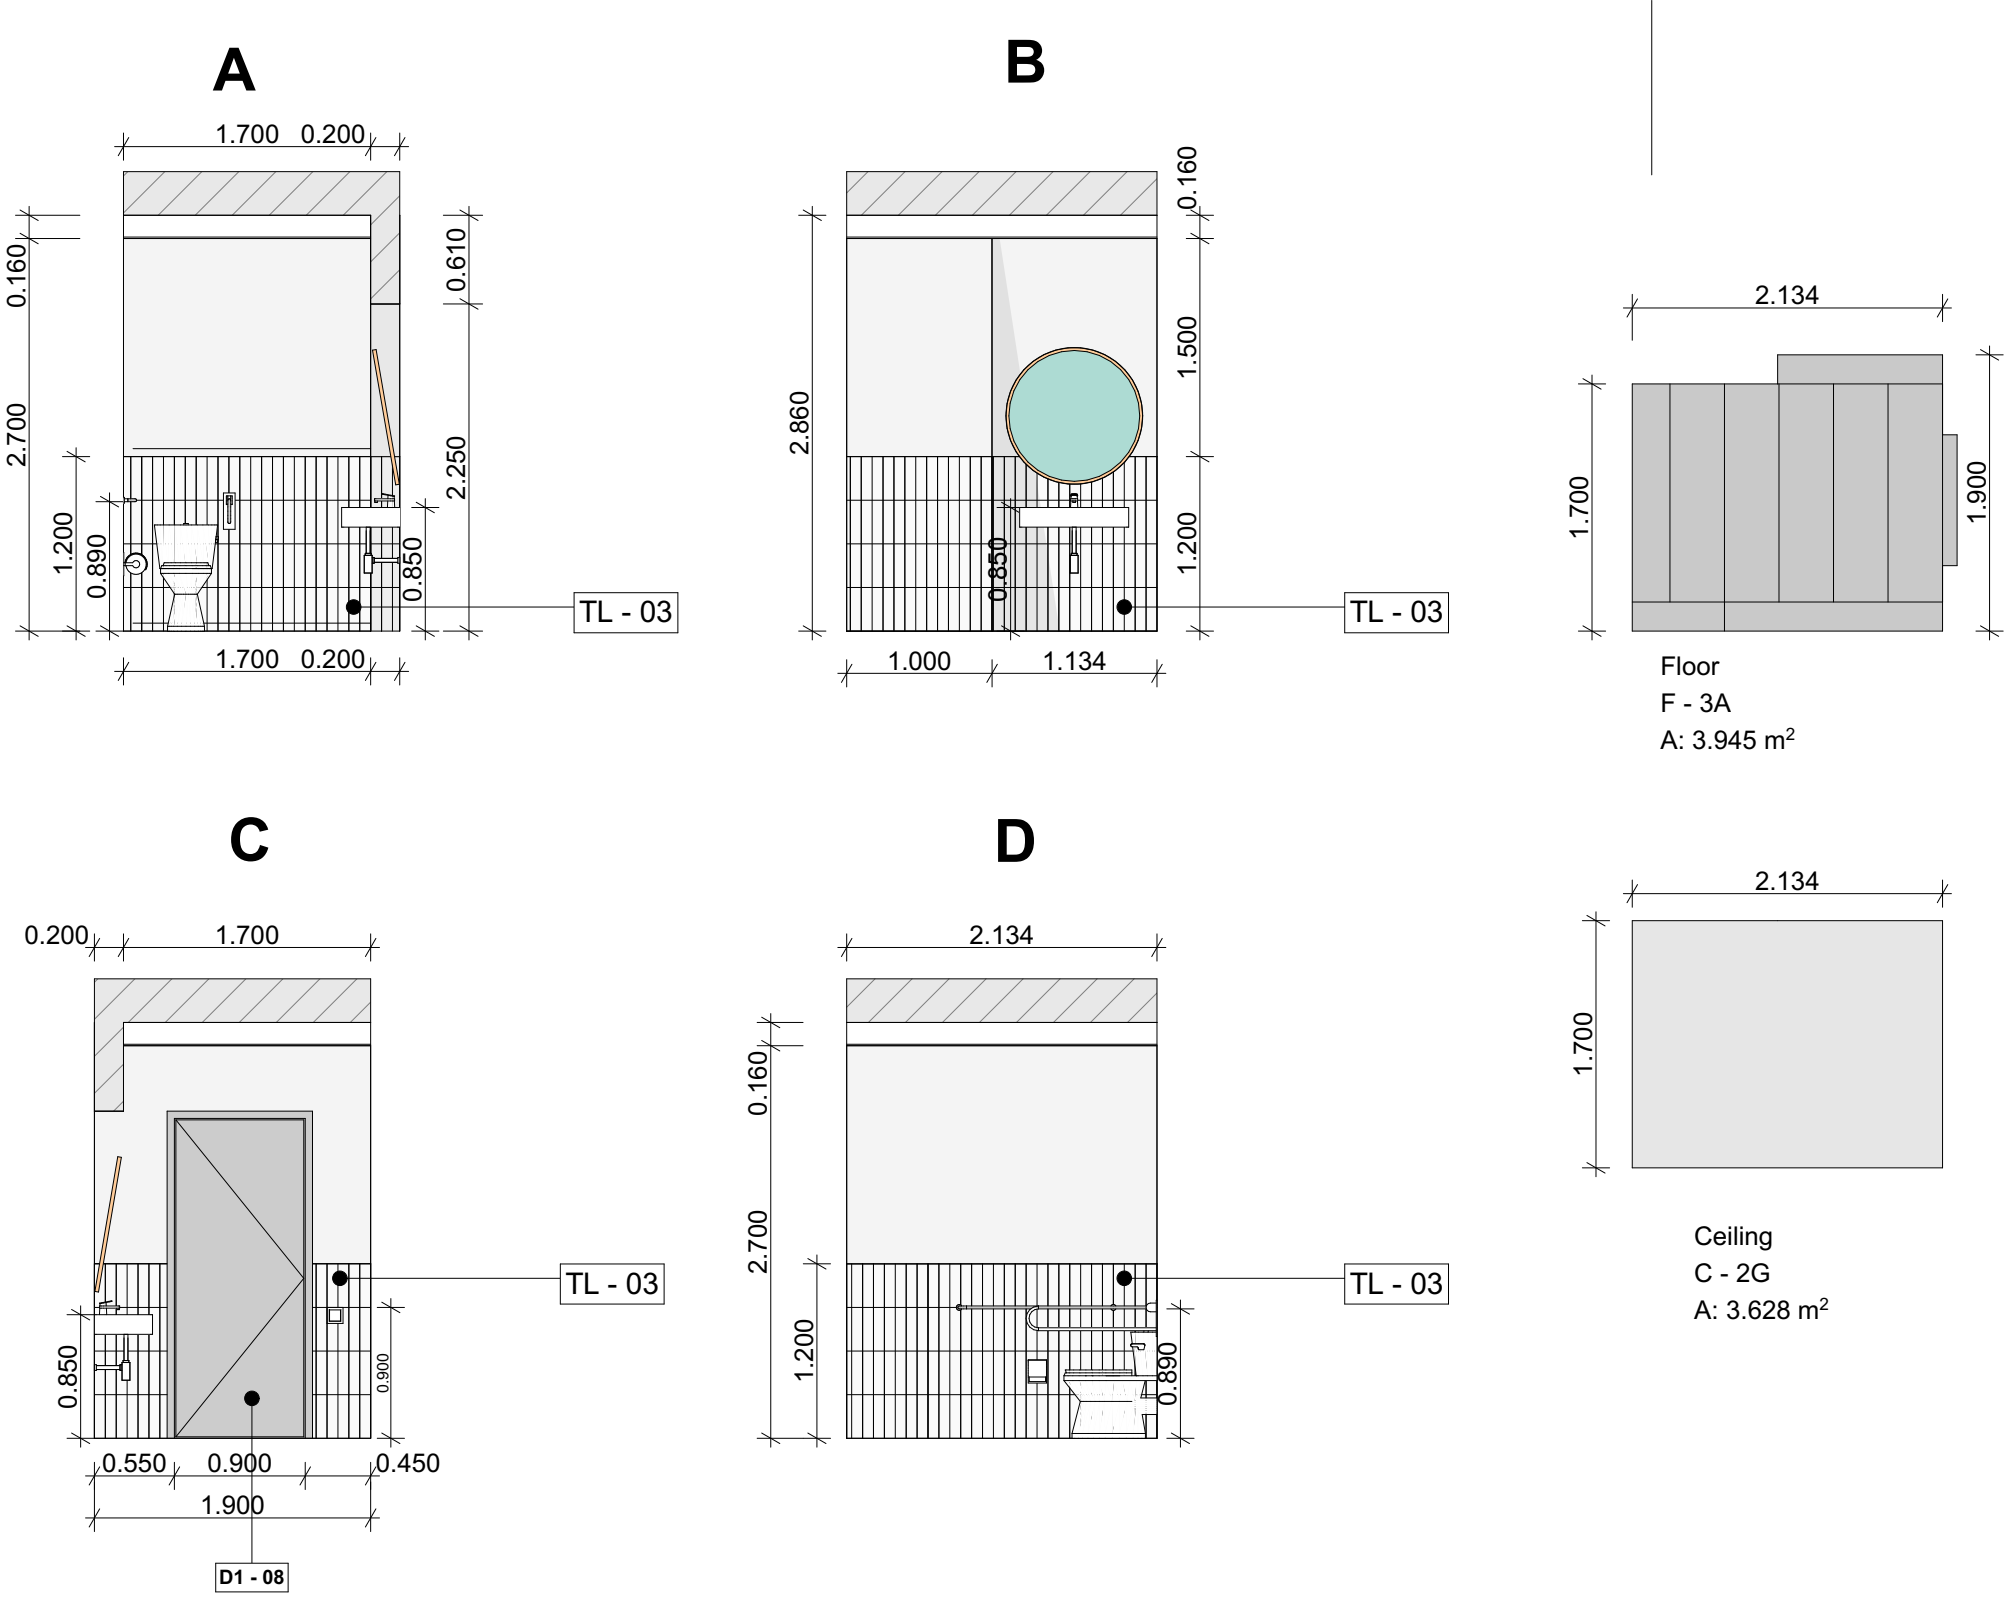 A
1.700 0.200
0.160
2.700
1.200
0.890
0.610
2.250
0.850
TL - 03
1.700 0.200
B
0.160
1.500
2.860
1.200
0.850
TL - 03
1.000 1.134
2.134
1.700
1.900
Floor
F - 3A
A: 3.945 m²
C
0.200 1.700
0.850
0.900
TL - 03
0.550 0.900 0.450
1.900
D1 - 08
D
2.134
0.160
2.700
1.200
0.890
TL - 03
2.134
1.700
Ceiling
C - 2G
A: 3.628 m²